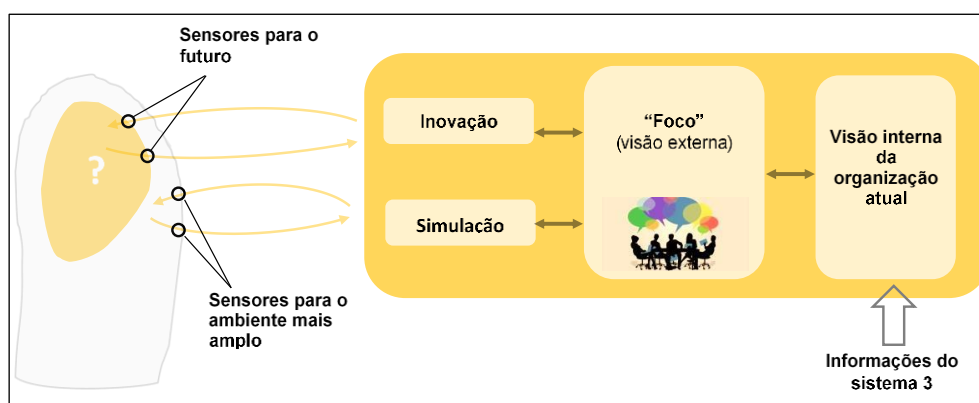 Sensores para o
futuro
?
Sensores para o
ambiente mais
amplo
Inovação
Simulação
“Foco”
(visão externa)
Visão interna
da
organização
atual
Informações do
sistema 3